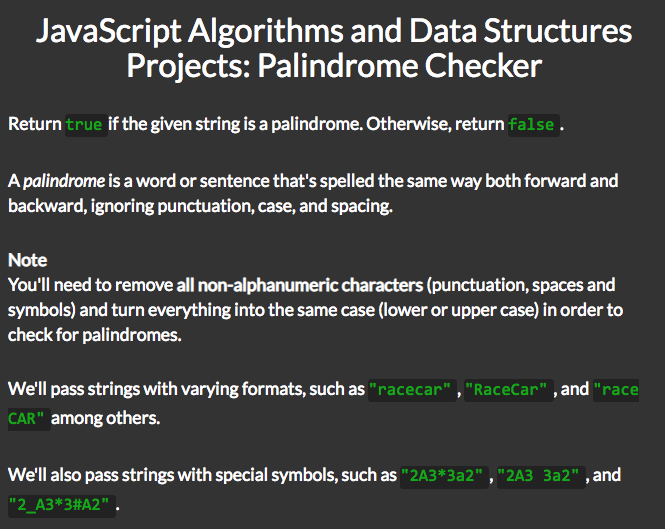 JavaScript Algorithms and Data Structures
Projects: Palindrome Checker
Return true if the given string is a palindrome. Otherwise, return false .
A palindrome is a word or sentence that's spelled the same way both forward and
backward, ignoring punctuation, case, and spacing.
Note
You'll need to remove all non-alphanumeric characters (punctuation, spaces and
symbols) and turn everything into the same case (lower or upper case) in order to
check for palindromes.
We'll pass strings with varying formats, such as "racecar" , "RaceCar" , and "race
CAR" among others.
We'll also pass strings with special symbols, such as "2A3*3a2" , "2A3 3a2" , and
"2_A3*3#A2" .